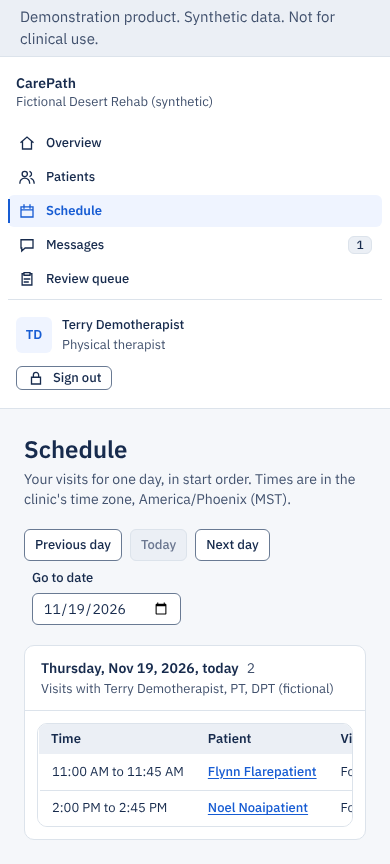 Demonstration product. Synthetic data. Not for
clinical use.
CarePath
Fictional Desert Rehab (synthetic)
Overview
Patients
Schedule
Messages 1
Review queue
TD
Terry Demotherapist
Physical therapist
Sign out
Schedule
Your visits for one day, in start order. Times are in the
clinic's time zone, America/Phoenix (MST).
Previous day Today Next day
Go to date
11/19/2026
Thursday, Nov 19, 2026, today 2
Visits with Terry Demotherapist, PT, DPT (fictional)
Time Patient
11:00 AM to 11:45 AM Flynn Flarepatient
2:00 PM to 2:45 PM Noel Noaipatient